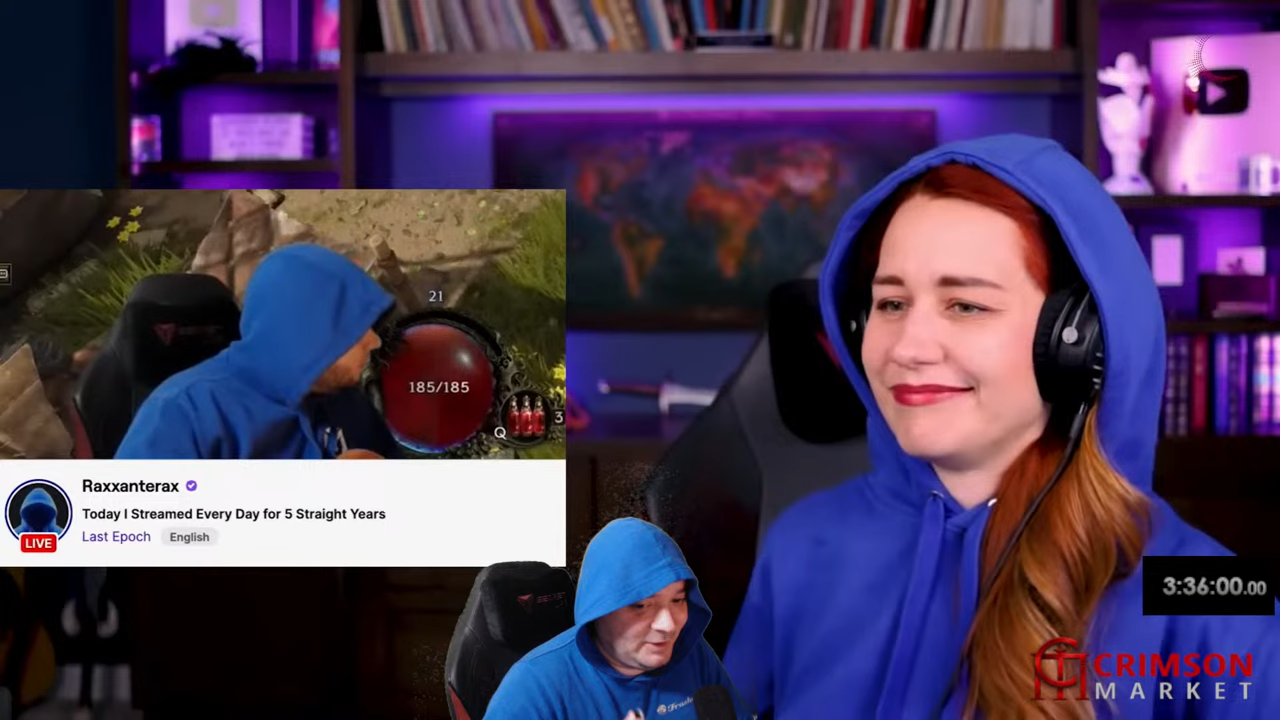 21
185/185
Q
3
Raxxanterax
Today I Streamed Every Day for 5 Straight Years
LIVE
Last Epoch
English
3:36:00.00
CRIMSON
MARKET